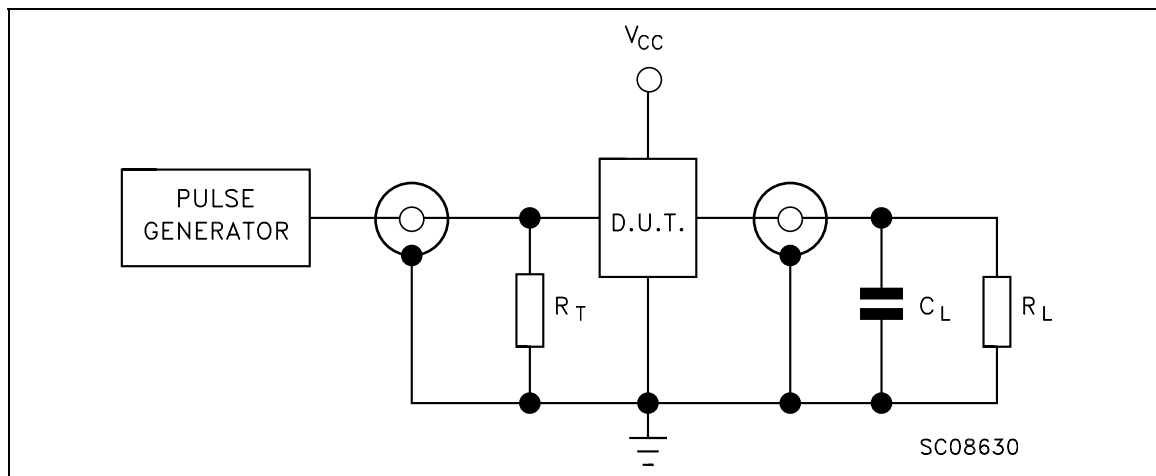 VCC
PULSE
GENERATOR
D.U.T.
RT
CL
RL
SC08630